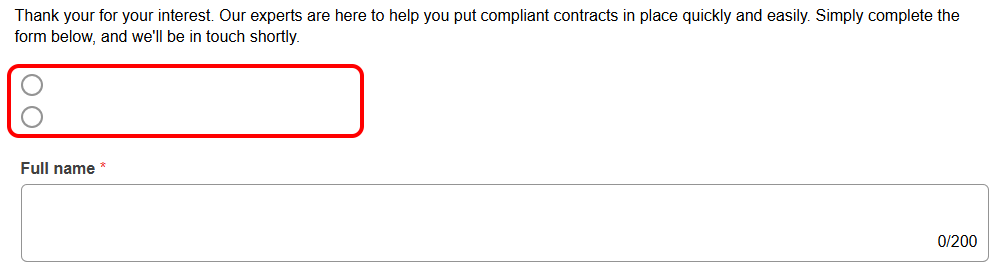 Thank your for your interest. Our experts are here to help you put compliant contracts in place quickly and easily. Simply complete the
form below, and we'll be in touch shortly.
Full name *
0/200